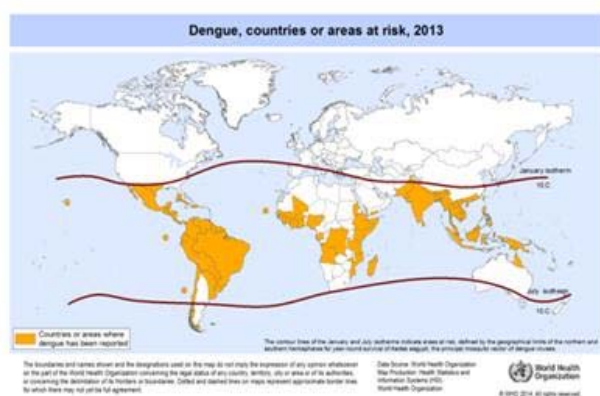 Dengue, countries or areas at risk, 2013
January isotherm
10.C
July isotherm
10.C
Countries or areas where
dengue has been reported
The contour lines of the January and July isotherms indicate areas at risk, defined by the geographical limits of the northern and
southern hemispheres for year-round survival of Aedes aegypti, the principal mosquito vector of dengue viruses.
The boundaries and names shown and the designations used on this map do not imply the expression of any opinion whatsoever
on the part of the World Health Organization concerning the legal status of any country, territory, city or area or of its authorities,
or concerning the delimitation of its frontiers or boundaries. Dotted and dashed lines on maps represent approximate border lines
for which there may not yet be full agreement.
Data Source: World Health Organization
Map Production: Health Statistics and
Information Systems (HSI)
World Health Organization
World Health
Organization
© WHO 2014. All rights reserved.